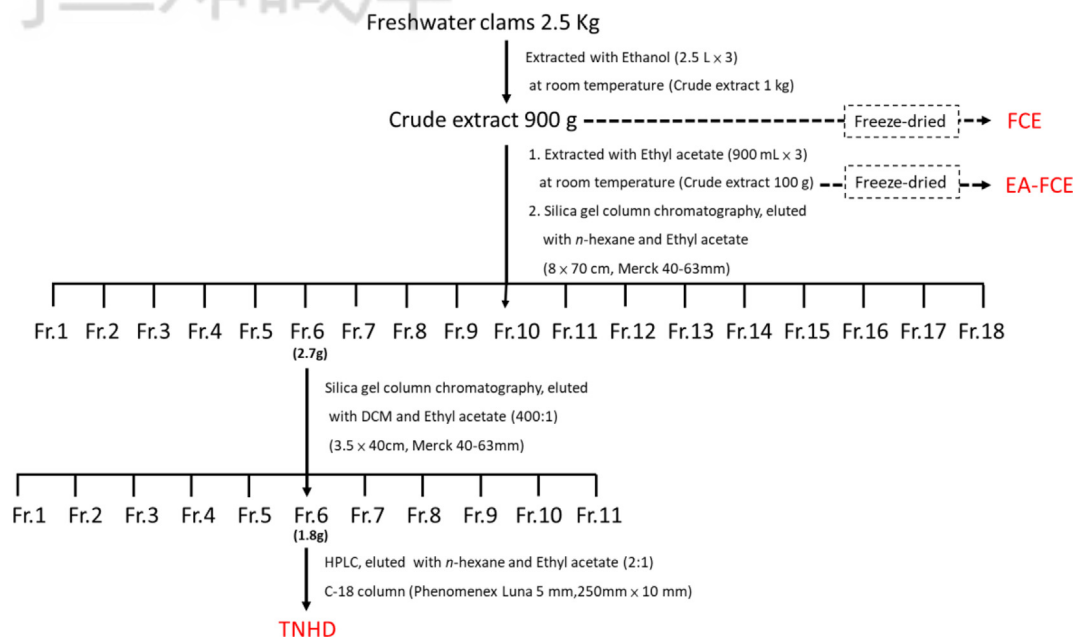 Freshwater clams 2.5 Kg
Extracted with Ethanol (2.5 L x 3)
at room temperature (Crude extract 1 kg)
Crude extract 900 g
Freeze-dried
FCE
1. Extracted with Ethyl acetate (900 mL x 3)
at room temperature (Crude extract 100 g)
Freeze-dried
EA-FCE
2. Silica gel column chromatography, eluted
with n-hexane and Ethyl acetate
(8 x 70 cm, Merck 40-63mm)
Fr.1 Fr.2 Fr.3 Fr.4 Fr.5 Fr.6 Fr.7 Fr.8 Fr.9 Fr.10 Fr.11 Fr.12 Fr.13 Fr.14 Fr.15 Fr.16 Fr.17 Fr.18
(2.7g)
Silica gel column chromatography, eluted
with DCM and Ethyl acetate (400:1)
(3.5 x 40cm, Merck 40-63mm)
Fr.1 Fr.2 Fr.3 Fr.4 Fr.5 Fr.6 Fr.7 Fr.8 Fr.9 Fr.10 Fr.11
(1.8g)
HPLC, eluted with n-hexane and Ethyl acetate (2:1)
C-18 column (Phenomenex Luna 5 mm,250mm x 10 mm)
TNHD